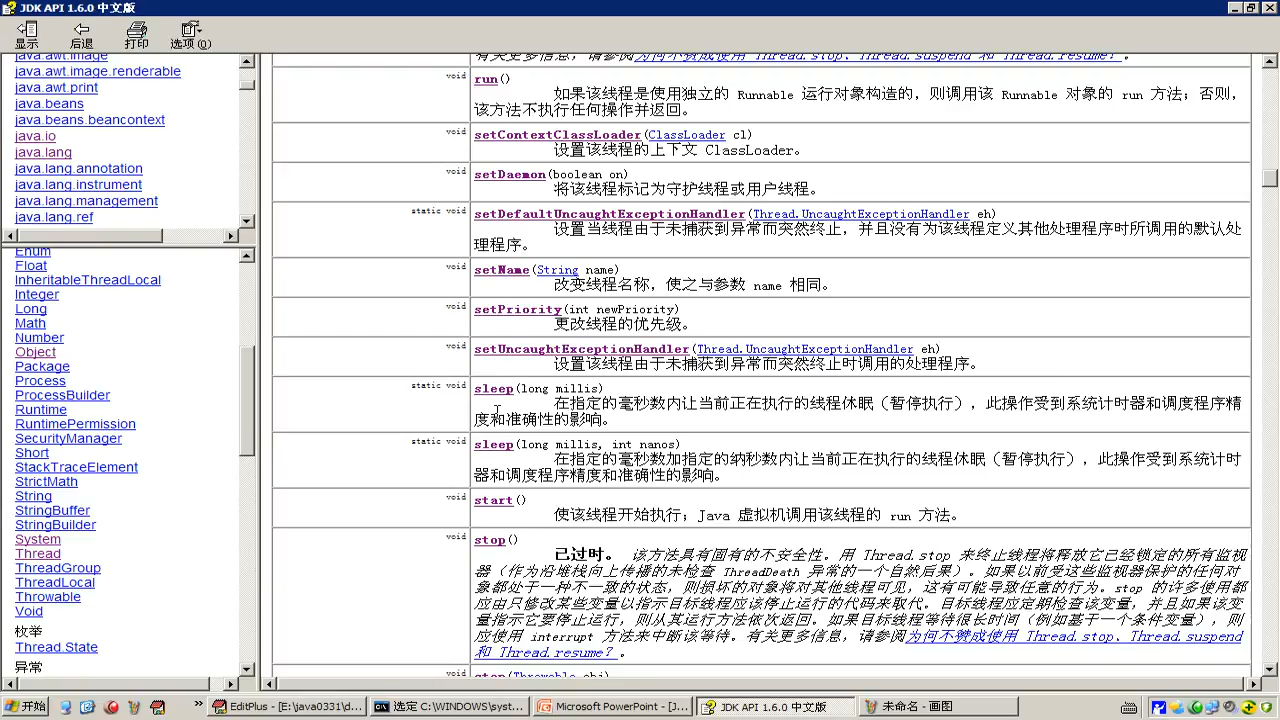 JDK API 1.6.0 中文版
显示 后退 打印 选项(O)
java.awt.image
java.awt.image.renderable
java.awt.print
java.beans
java.beans.beancontext
java.io
java.lang
java.lang.annotation
java.lang.instrument
java.lang.management
java.lang.ref
Enum
Float
InheritableThreadLocal
Integer
Long
Math
Number
Object
Package
Process
ProcessBuilder
Runtime
RuntimePermission
SecurityManager
Short
StackTraceElement
StrictMath
String
StringBuffer
StringBuilder
System
Thread
ThreadGroup
ThreadLocal
Throwable
Void
枚举
Thread.State
异常
有关更多信息，请参阅为何不赞成使用 Thread.stop、Thread.suspend 和 Thread.resume？。
void run()
如果该线程是使用独立的 Runnable 运行对象构造的，则调用该 Runnable 对象的 run 方法；否则，
该方法不执行任何操作并返回。
void setContextClassLoader(ClassLoader cl)
设置该线程的上下文 ClassLoader。
void setDaemon(boolean on)
将该线程标记为守护线程或用户线程。
static void setDefaultUncaughtExceptionHandler(Thread.UncaughtExceptionHandler eh)
设置当线程由于未捕获到异常而突然终止，并且没有为该线程定义其他处理程序时所调用的默认处
理程序。
void setName(String name)
改变线程名称，使之与参数 name 相同。
void setPriority(int newPriority)
更改线程的优先级。
void setUncaughtExceptionHandler(Thread.UncaughtExceptionHandler eh)
设置该线程由于未捕获到异常而突然终止时调用的处理程序。
static void sleep(long millis)
在指定的毫秒数内让当前正在执行的线程休眠（暂停执行），此操作受到系统计时器和调度程序精
度和准确性的影响。
static void sleep(long millis, int nanos)
在指定的毫秒数加指定的纳秒数内让当前正在执行的线程休眠（暂停执行），此操作受到系统计时
器和调度程序精度和准确性的影响。
void start()
使该线程开始执行；Java 虚拟机调用该线程的 run 方法。
void stop()
已过时。 该方法具有固有的不安全性。用 Thread.stop 来终止线程将释放它已经锁定的所有监视
器（作为沿堆栈向上传播的未检查 ThreadDeath 异常的一个自然后果）。如果以前受这些监视器保护的任何对
象都处于一种不一致的状态，则损坏的对象将对其他线程可见，这有可能导致任意的行为。stop 的许多使用都
应由只修改某些变量以指示目标线程应该停止运行的代码来取代。目标线程应定期检查该变量，并且如果该变
量指示它要停止运行，则从其运行方法依次返回。如果目标线程等待很长时间（例如基于一个条件变量），则
应使用 interrupt 方法来中断该等待。有关更多信息，请参阅为何不赞成使用 Thread.stop、Thread.suspend
和 Thread.resume？。
void stop(Throwable obj)
开始 EditPlus - [E:\java0331\d... 选定 C:\WINDOWS\syst... Microsoft PowerPoint - [J... JDK API 1.6.0 中文版 未命名 - 画图